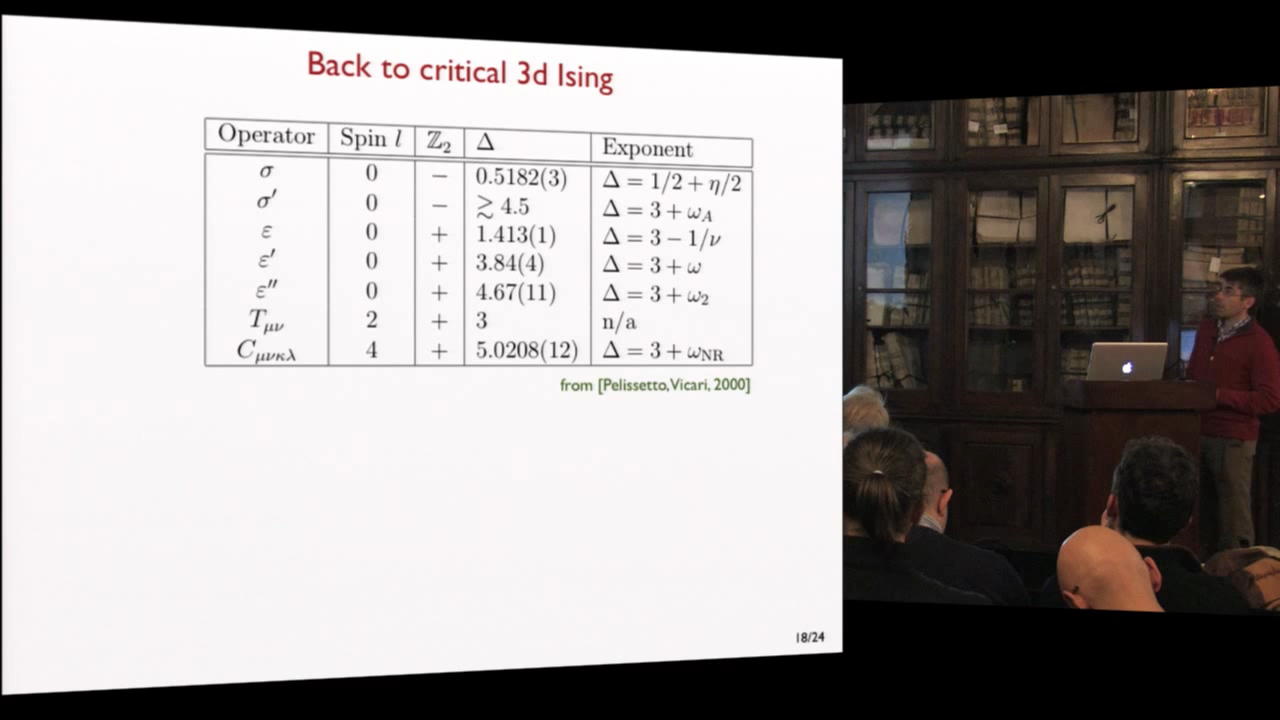 Back to critical 3d Ising
Operator Spin l ℤ₂ Δ Exponent
σ 0 − 0.5182(3) Δ = 1/2 + η/2
σ′ 0 − ≳ 4.5 Δ = 3 + ω_A
ε 0 + 1.413(1) Δ = 3 − 1/ν
ε′ 0 + 3.84(4) Δ = 3 + ω
ε″ 0 + 4.67(11) Δ = 3 + ω₂
T_μν 2 + 3 n/a
C_μνκλ 4 + 5.0208(12) Δ = 3 + ω_NR
from [Pelissetto, Vicari, 2000]
18/24